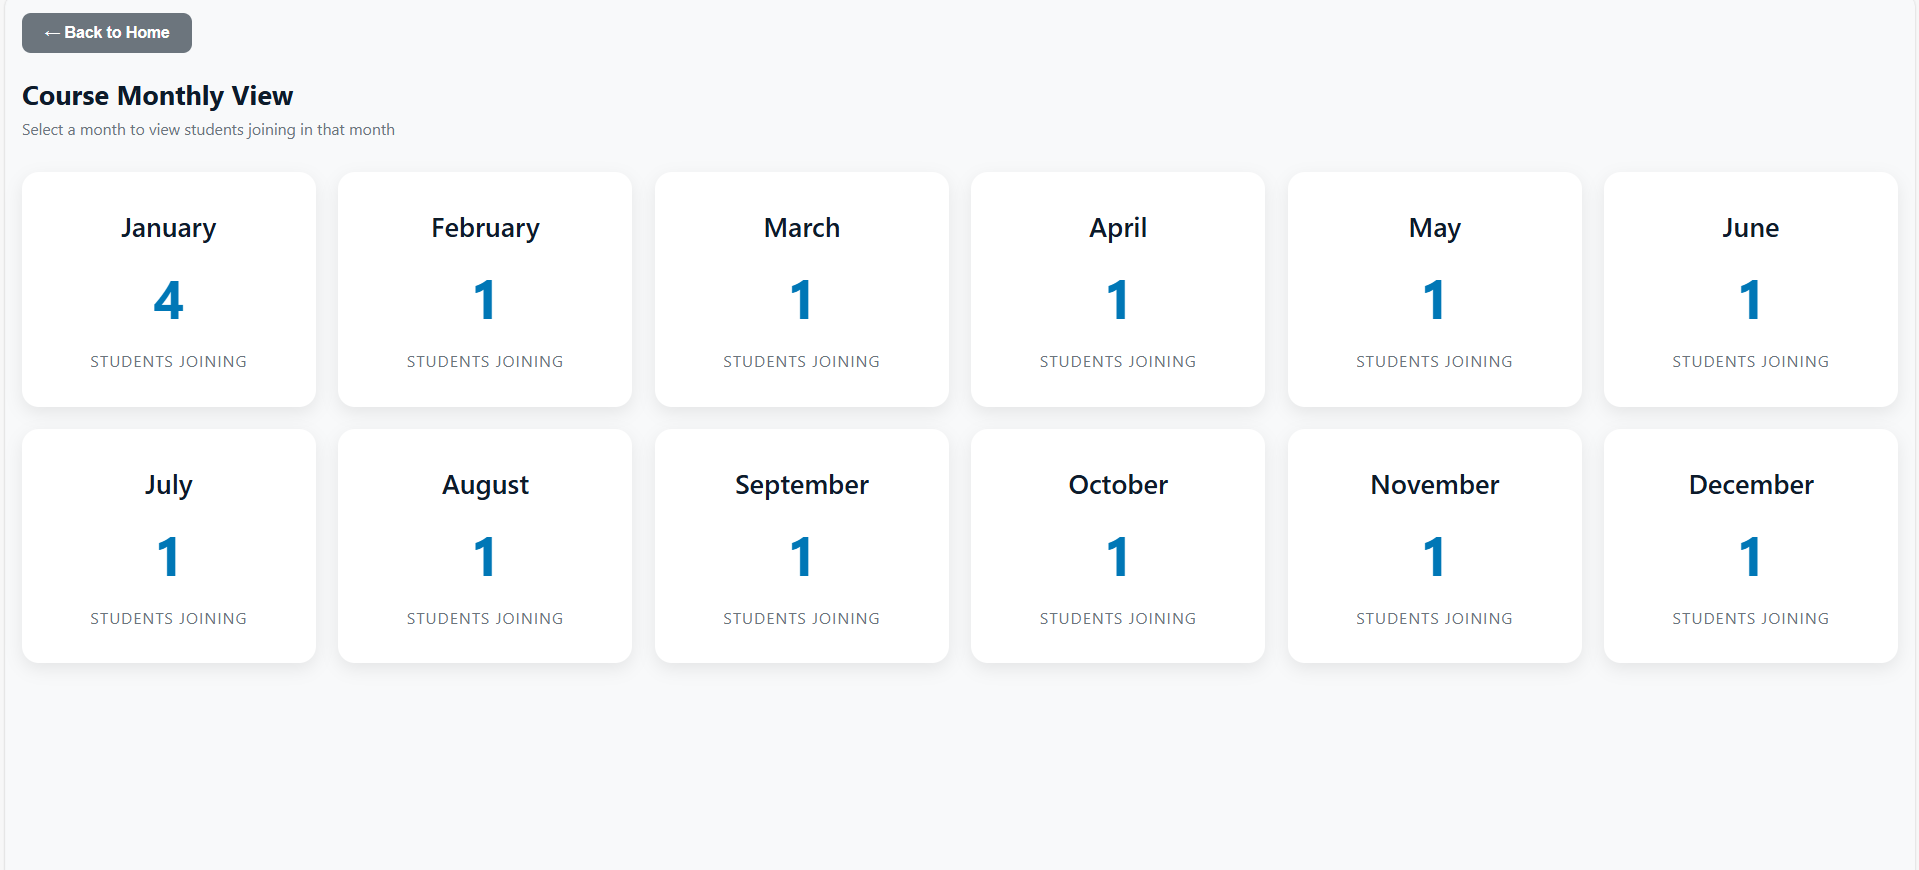 ← Back to Home
Course Monthly View
Select a month to view students joining in that month
January
4
STUDENTS JOINING
February
1
STUDENTS JOINING
March
1
STUDENTS JOINING
April
1
STUDENTS JOINING
May
1
STUDENTS JOINING
June
1
STUDENTS JOINING
July
1
STUDENTS JOINING
August
1
STUDENTS JOINING
September
1
STUDENTS JOINING
October
1
STUDENTS JOINING
November
1
STUDENTS JOINING
December
1
STUDENTS JOINING